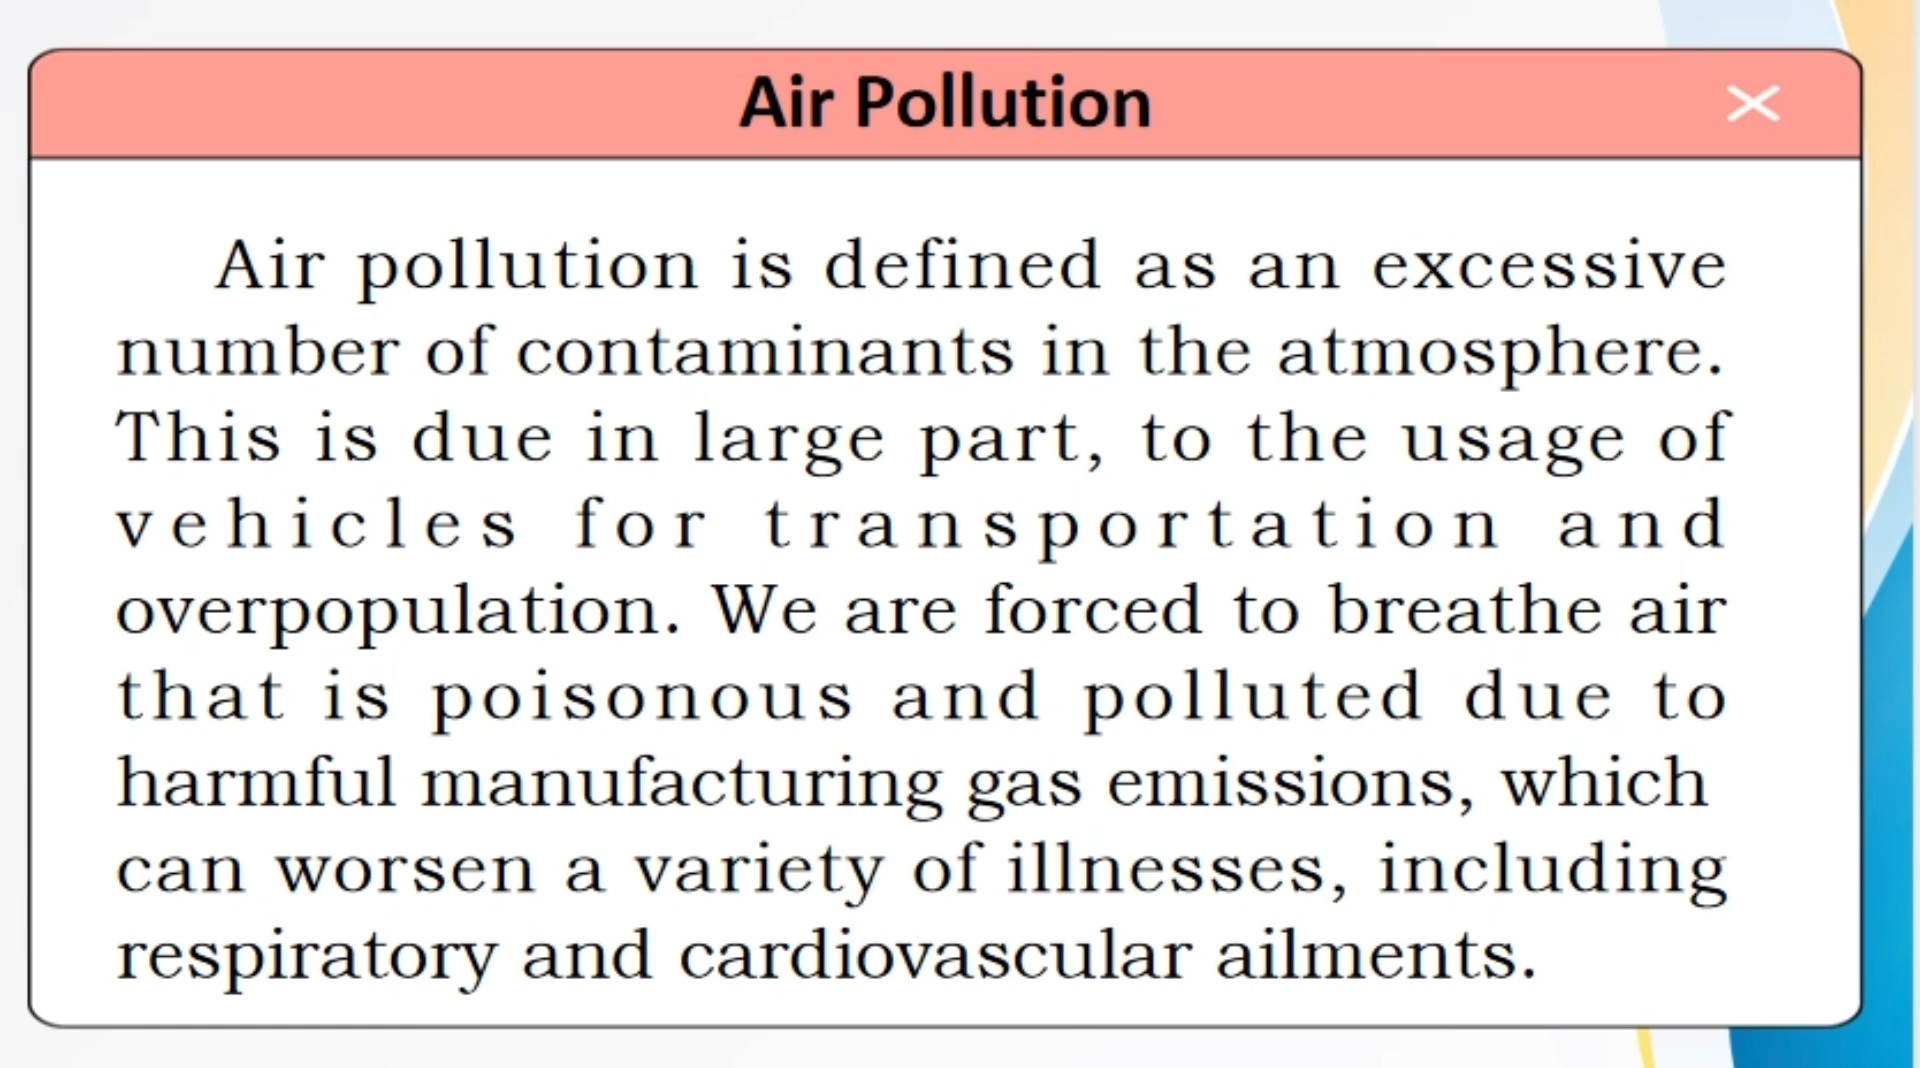 Air Pollution
Air pollution is defined as an excessive
number of contaminants in the atmosphere.
This is due in large part, to the usage of
vehicles for transportation and
overpopulation. We are forced to breathe air
that is poisonous and polluted due to
harmful manufacturing gas emissions, which
can worsen a variety of illnesses, including
respiratory and cardiovascular ailments.